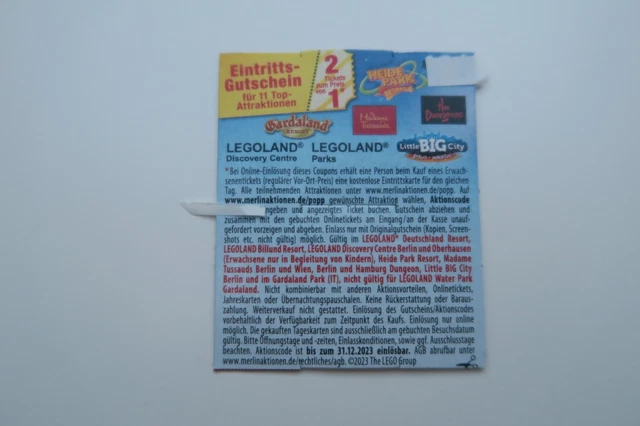 Eintritts-
Gutschein
für 11 Top-
Attraktionen
2
Tickets
zum Preis
von 1*
HEIDE PARK
RESORT
Gardaland
RESORT
Madame
Tussauds
The
Dungeons
LEGOLAND® LEGOLAND®
Discovery Centre Parks
Little BIG City
* Bei Online-Einlösung dieses Coupons erhält eine Person beim Kauf eines Erwach-
senentickets (regulärer Vor-Ort-Preis) eine kostenlose Eintrittskarte für den gleichen
Tag. Alle teilnehmenden Attraktionen unter www.merlinaktionen.de/popp. Auf
www.merlinaktionen.de/popp gewünschte Attraktion wählen, Aktionscode
ngeben und angezeigtes Ticket buchen. Gutschein abziehen und
zusammen mit den gebuchten Onlinetickets am Eingang/an der Kasse unauf-
gefordert vorzeigen und abgeben. Einlass nur mit Originalgutschein (Kopien, Screen-
shots etc. nicht gültig) möglich. Gültig im LEGOLAND® Deutschland Resort,
LEGOLAND Billund Resort, LEGOLAND Discovery Centre Berlin und Oberhausen
(Erwachsene nur in Begleitung von Kindern), Heide Park Resort, Madame
Tussauds Berlin und Wien, Berlin und Hamburg Dungeon, Little BIG City
Berlin und im Gardaland Park (IT), nicht gültig für LEGOLAND Water Park
Gardaland. Nicht kombinierbar mit anderen Aktionsvorteilen, Onlinetickets,
Jahreskarten oder Übernachtungspauschalen. Keine Rückerstattung oder Baraus-
zahlung. Weiterverkauf nicht gestattet. Einlösung des Gutscheins/Aktionscodes
vorbehaltlich der Verfügbarkeit zum Zeitpunkt des Kaufs. Einlösung nur online
möglich. Die gekauften Tageskarten sind ausschließlich am gebuchten Besuchsdatum
gültig. Bitte Öffnungstage und -zeiten, Einlasskonditionen, sowie ggf. Ausschlusstage
beachten. Aktionscode ist bis zum 31.12.2023 einlösbar. AGB abrufbar unter
www.merlinaktionen.de/rechtliches/agb. ©2023 The LEGO Group